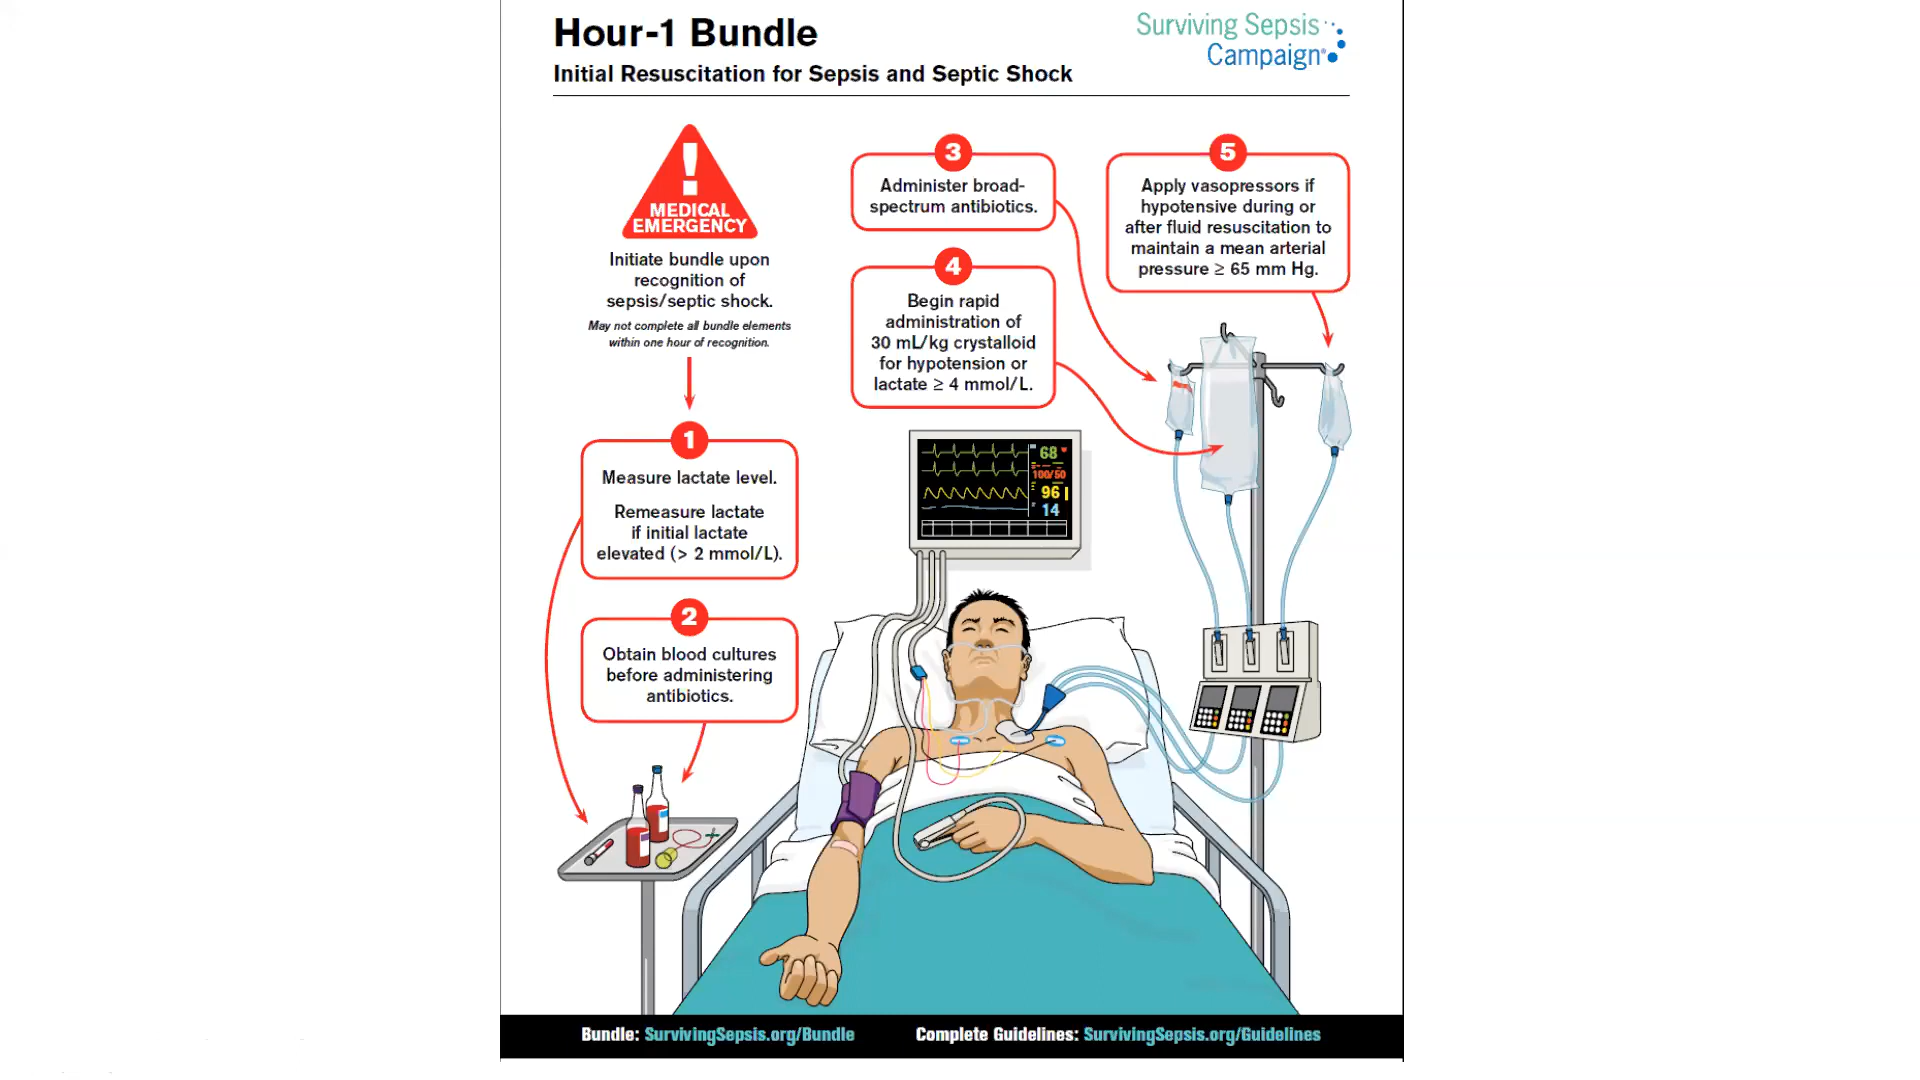 Hour-1 Bundle
Initial Resuscitation for Sepsis and Septic Shock
Surviving Sepsis
Campaign®
!
MEDICAL
EMERGENCY
Initiate bundle upon
recognition of
sepsis/septic shock.
May not complete all bundle elements
within one hour of recognition.
1
Measure lactate level.
Remeasure lactate
if initial lactate
elevated (> 2 mmol/L).
2
Obtain blood cultures
before administering
antibiotics.
3
Administer broad-
spectrum antibiotics.
4
Begin rapid
administration of
30 mL/kg crystalloid
for hypotension or
lactate ≥ 4 mmol/L.
5
Apply vasopressors if
hypotensive during or
after fluid resuscitation to
maintain a mean arterial
pressure ≥ 65 mm Hg.
68
100/50
96
14
Bundle: SurvivingSepsis.org/Bundle
Complete Guidelines: SurvivingSepsis.org/Guidelines